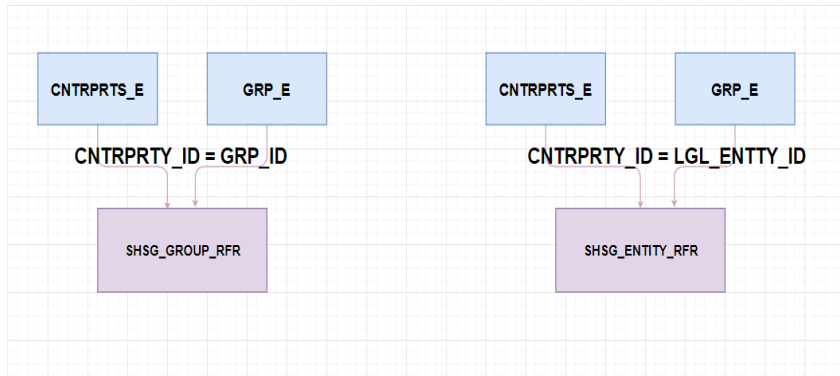 CNTRPRTS_E
GRP_E
CNTRPRTY_ID = GRP_ID
SHSG_GROUP_RFR
CNTRPRTS_E
GRP_E
CNTRPRTY_ID = LGL_ENTTY_ID
SHSG_ENTITY_RFR